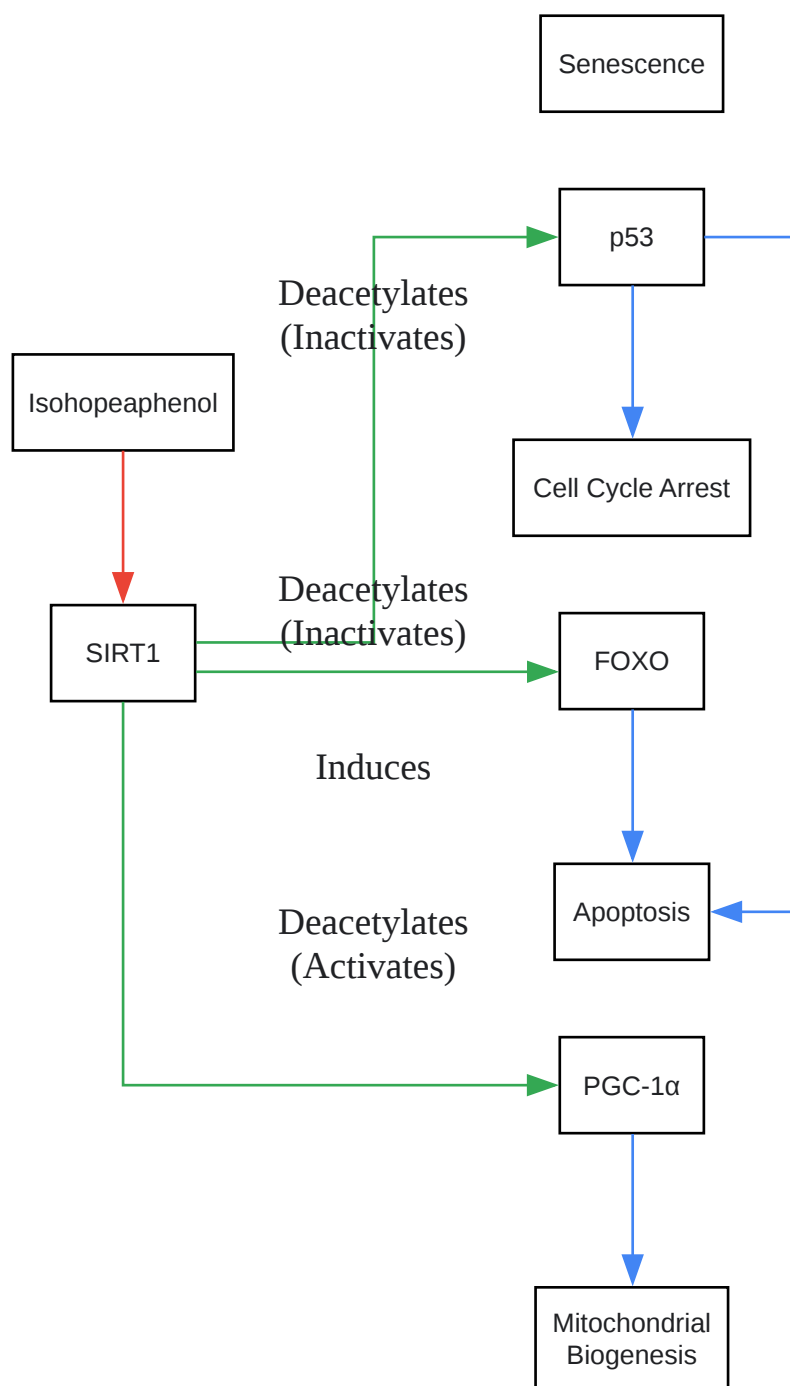 Senescence
p53
Deacetylates
(Inactivates)
Isohopeaphenol
Cell Cycle Arrest
Deacetylates
(Inactivates)
SIRT1
FOXO
Induces
Apoptosis
Deacetylates
(Activates)
PGC-1α
Mitochondrial
Biogenesis